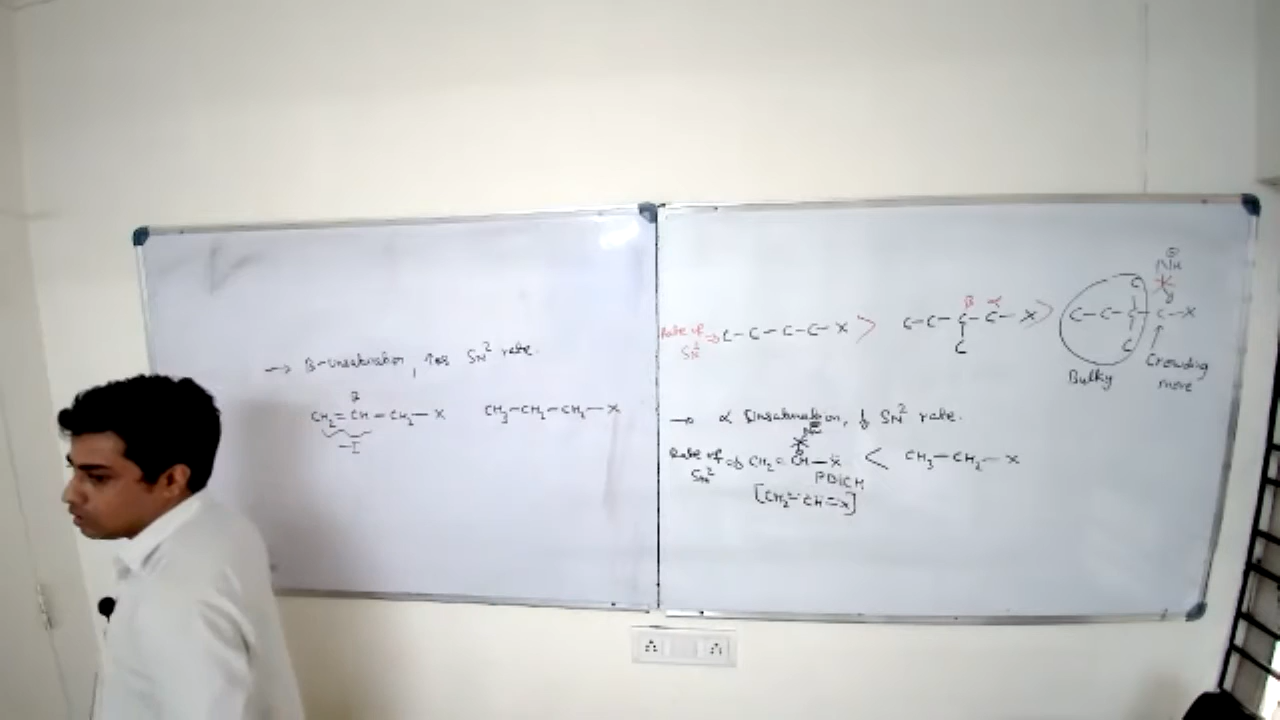 → β-unsaturation, ↑es SN² rate.
β
CH₂=CH-CH₂-X CH₃-CH₂-CH₂-X
-I
Rate of SN² ⇒ C-C-C-C-X > C-C-C-C-X > C-C-C-C-X
β α
C
C
C
Nu
Bulky
Crowding more
→ α Unsaturation, ↓ SN² rate.
Rate of SN² ⇒ CH₂=CH-Ẍ < CH₃-CH₂-X
[CH₂=CH=X]